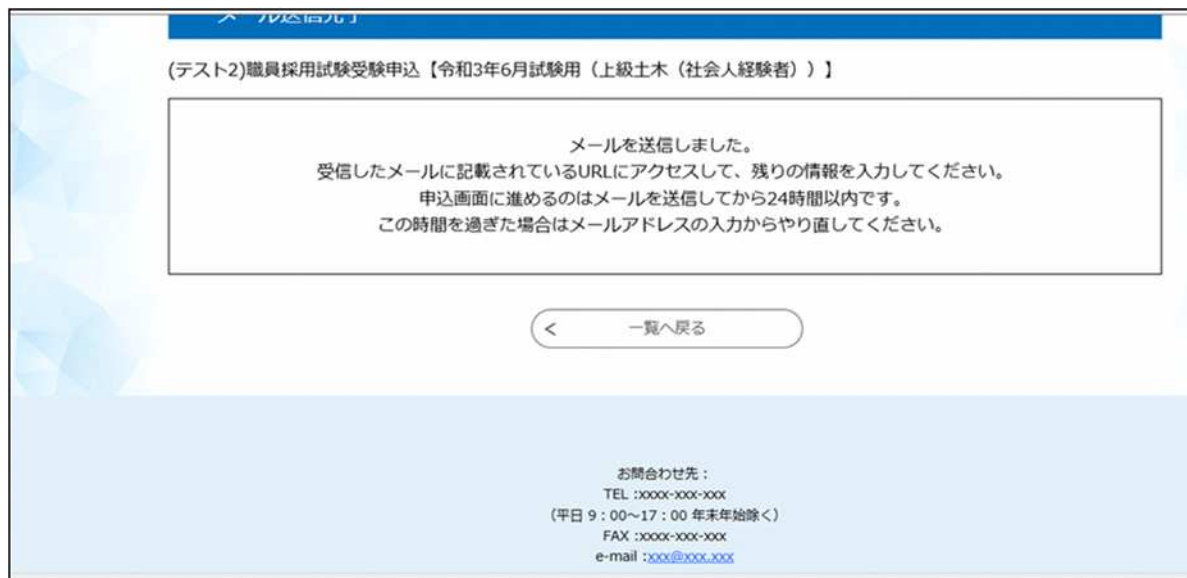 メール送信完了
(テスト2)職員採用試験受験申込【令和3年6月試験用（上級土木（社会人経験者））】
メールを送信しました。
受信したメールに記載されているURLにアクセスして、残りの情報を入力してください。
申込画面に進めるのはメールを送信してから24時間以内です。
この時間を過ぎた場合はメールアドレスの入力からやり直してください。
< 一覧へ戻る
お問合わせ先：
TEL :xxxx-xxx-xxx
（平日 9：00～17：00 年末年始除く）
FAX :xxxx-xxx-xxx
e-mail :xxx@xxx.xxx